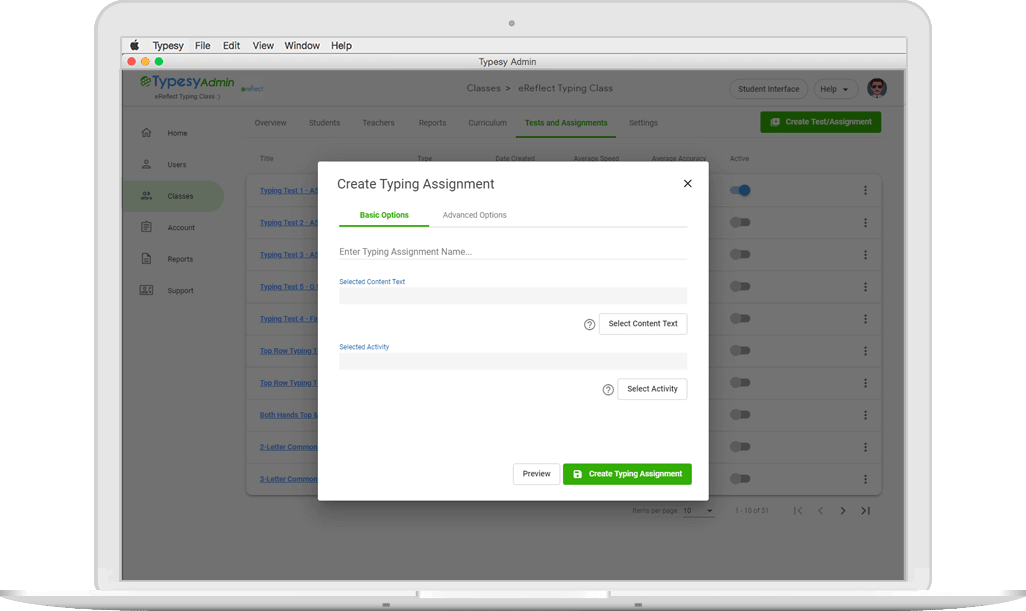 Typesy File Edit View Window Help
Typesy Admin
TypesyAdmin eReflect
eReflect Typing Class :)
Classes > eReflect Typing Class
Student Interface
Help
Overview Students Teachers Reports Curriculum Tests and Assignments Settings
Create Test/Assignment
Home
Users
Classes
Account
Reports
Support
Title Type Date Created Average Speed Average Accuracy Active
Typing Test 1 -
Typing Test 2 -
Typing Test 3 -
Typing Test 5 -
Typing Test 4 -
Top Row Typing
Top Row Typing
Both Hands Top
2-Letter Common
3-Letter Common
Create Typing Assignment
Basic Options Advanced Options
Enter Typing Assignment Name...
Selected Content Text
? Select Content Text
Selected Activity
? Select Activity
Preview Create Typing Assignment
Items per page: 10 1 - 10 of 31